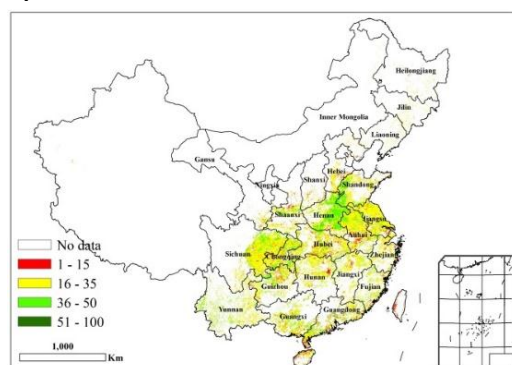 Heilongjiang
Jilin
Inner Mongolia
Liaoning
Gansu
Hebei
Ningxia
Shanxi
Shandong
Shaanxi
Henan
Jiangsu
Anhui
Sichuan
Chongqing
Hubei
Zhejiang
Hunan
Jiangxi
Guizhou
Fujian
Yunnan
Guangxi
Guangdong
No data
1 - 15
16 - 35
36 - 50
51 - 100
1,000
Km